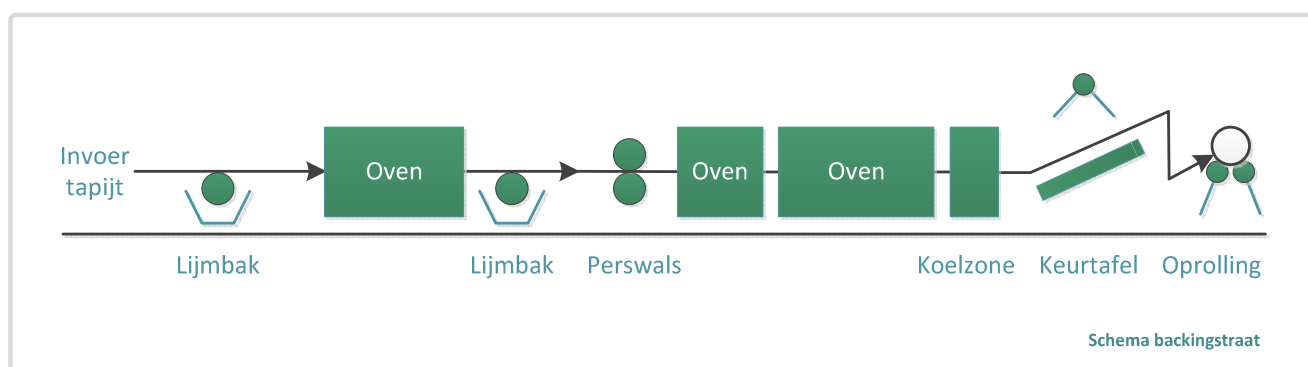 Invoer
tapijt
Oven
Oven
Oven
Lijmbak
Lijmbak
Perswals
Koelzone
Keurtafel
Oprolling
Schema backingstraat